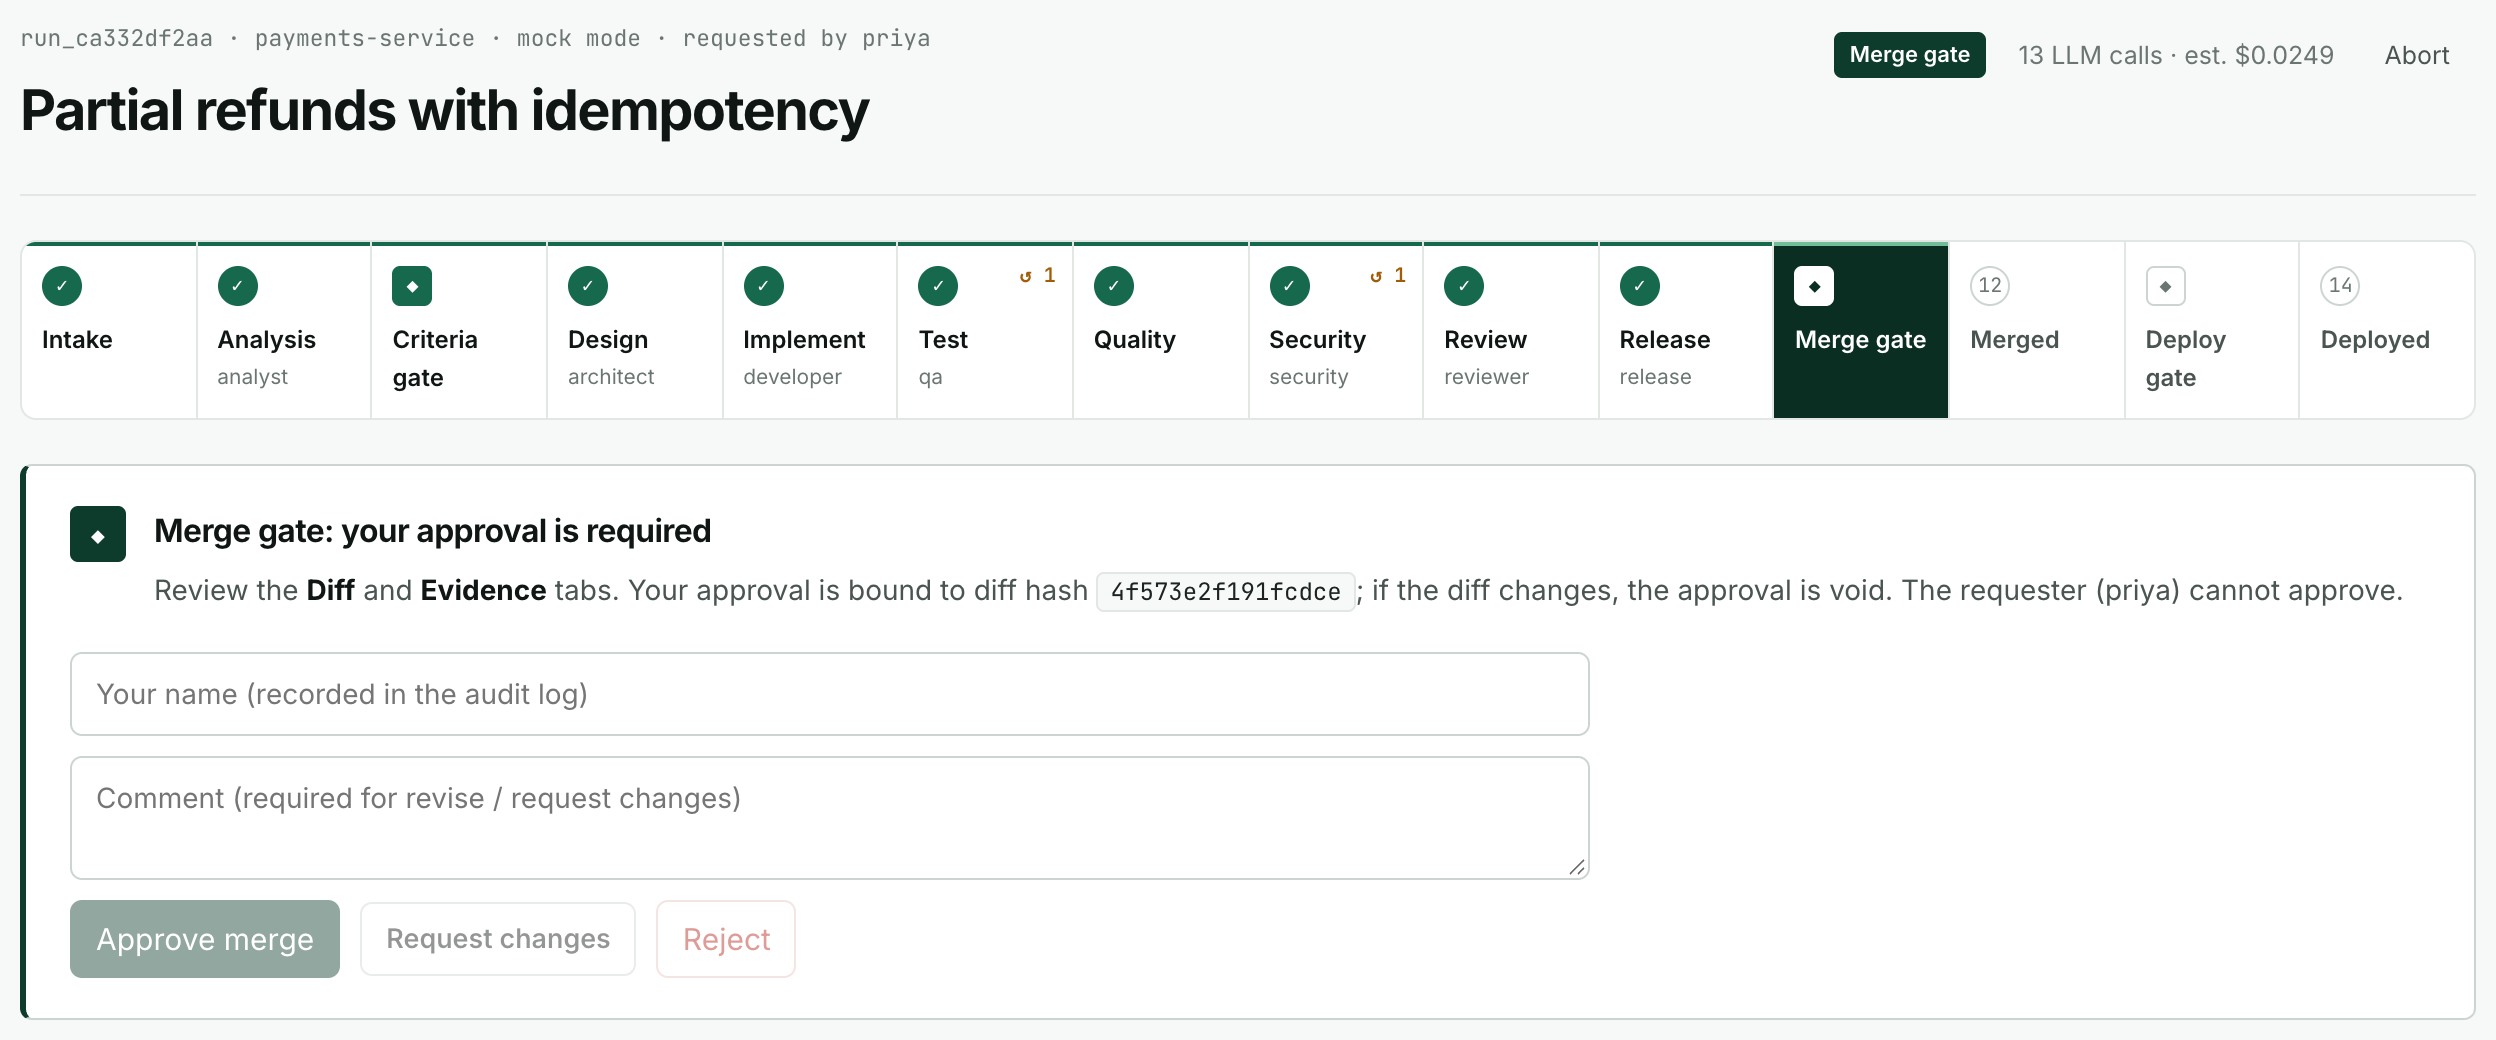 run_ca332df2aa · payments-service · mock mode · requested by priya
Merge gate
13 LLM calls · est. $0.0249
Abort
Partial refunds with idempotency
✓
✓
◆
✓
✓
✓ ↺ 1
✓
✓ ↺ 1
✓
✓
◆
12
◆
14
Intake
Analysis
analyst
Criteria
gate
Design
architect
Implement
developer
Test
qa
Quality
Security
security
Review
reviewer
Release
release
Merge gate
Merged
Deploy
gate
Deployed
◆
Merge gate: your approval is required
Review the Diff and Evidence tabs. Your approval is bound to diff hash 4f573e2f191fcdce; if the diff changes, the approval is void. The requester (priya) cannot approve.
Your name (recorded in the audit log)
Comment (required for revise / request changes)
Approve merge
Request changes
Reject